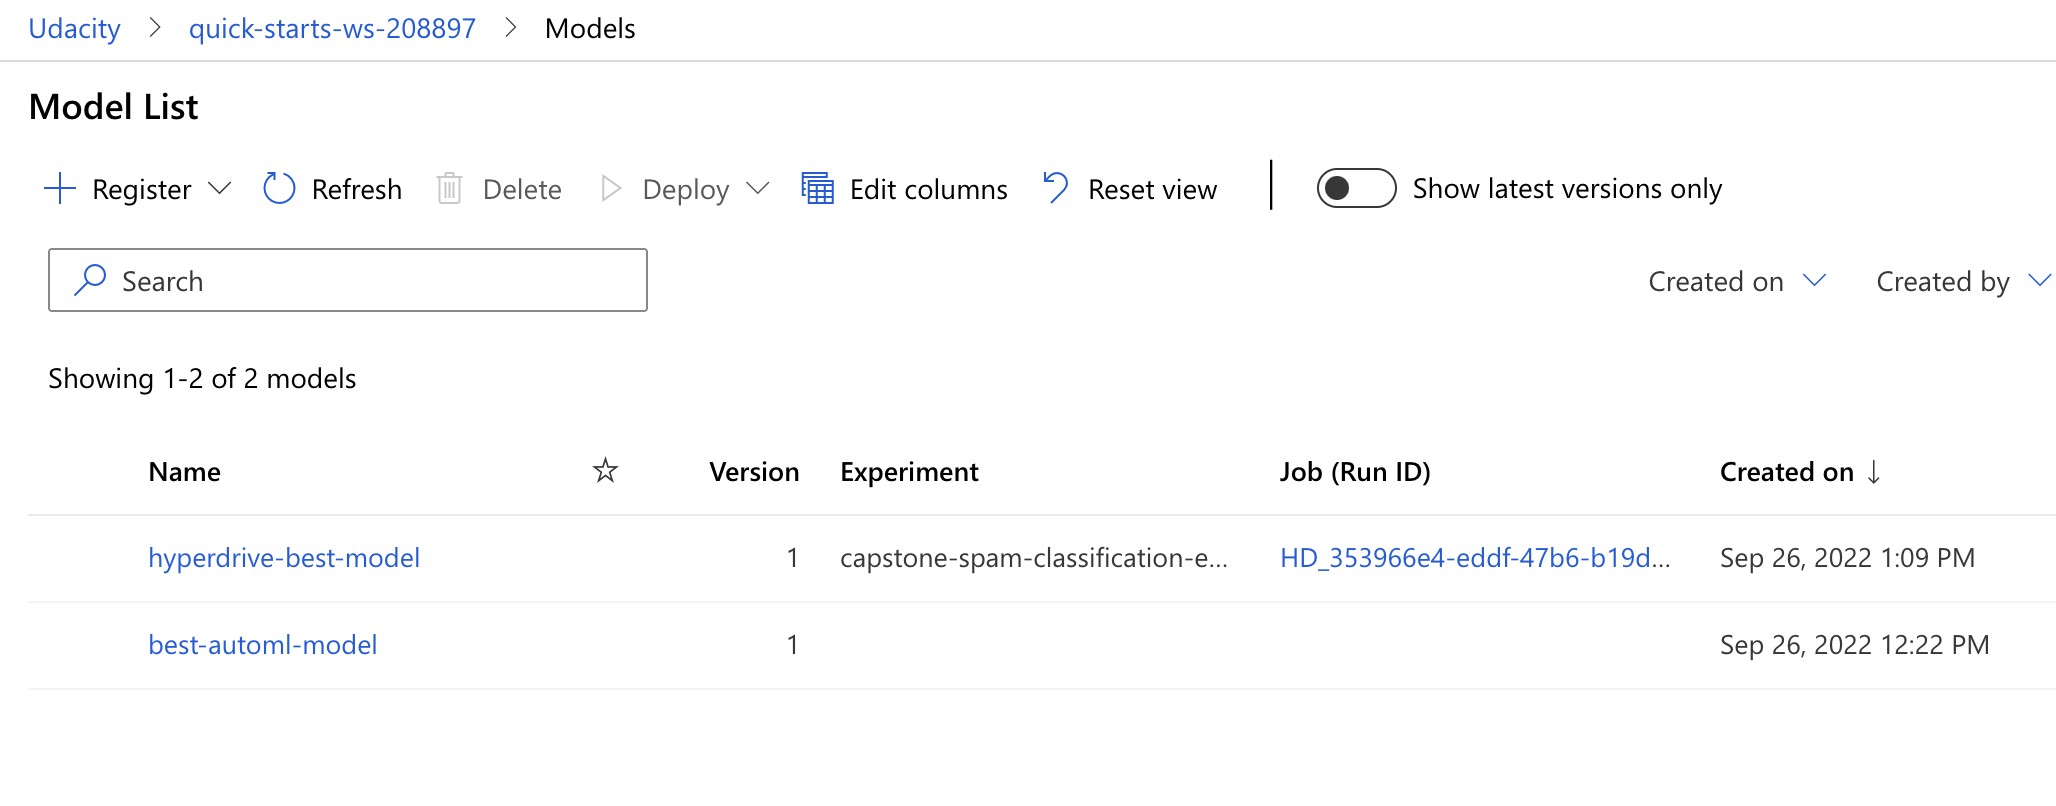 Udacity > quick-starts-ws-208897 > Models
Model List
Register Refresh Delete Deploy Edit columns Reset view Show latest versions only
Search Created on Created by
Showing 1-2 of 2 models
Name Version Experiment Job (Run ID) Created on ↓
hyperdrive-best-model 1 capstone-spam-classification-e... HD_353966e4-eddf-47b6-b19d... Sep 26, 2022 1:09 PM
best-automl-model 1 Sep 26, 2022 12:22 PM